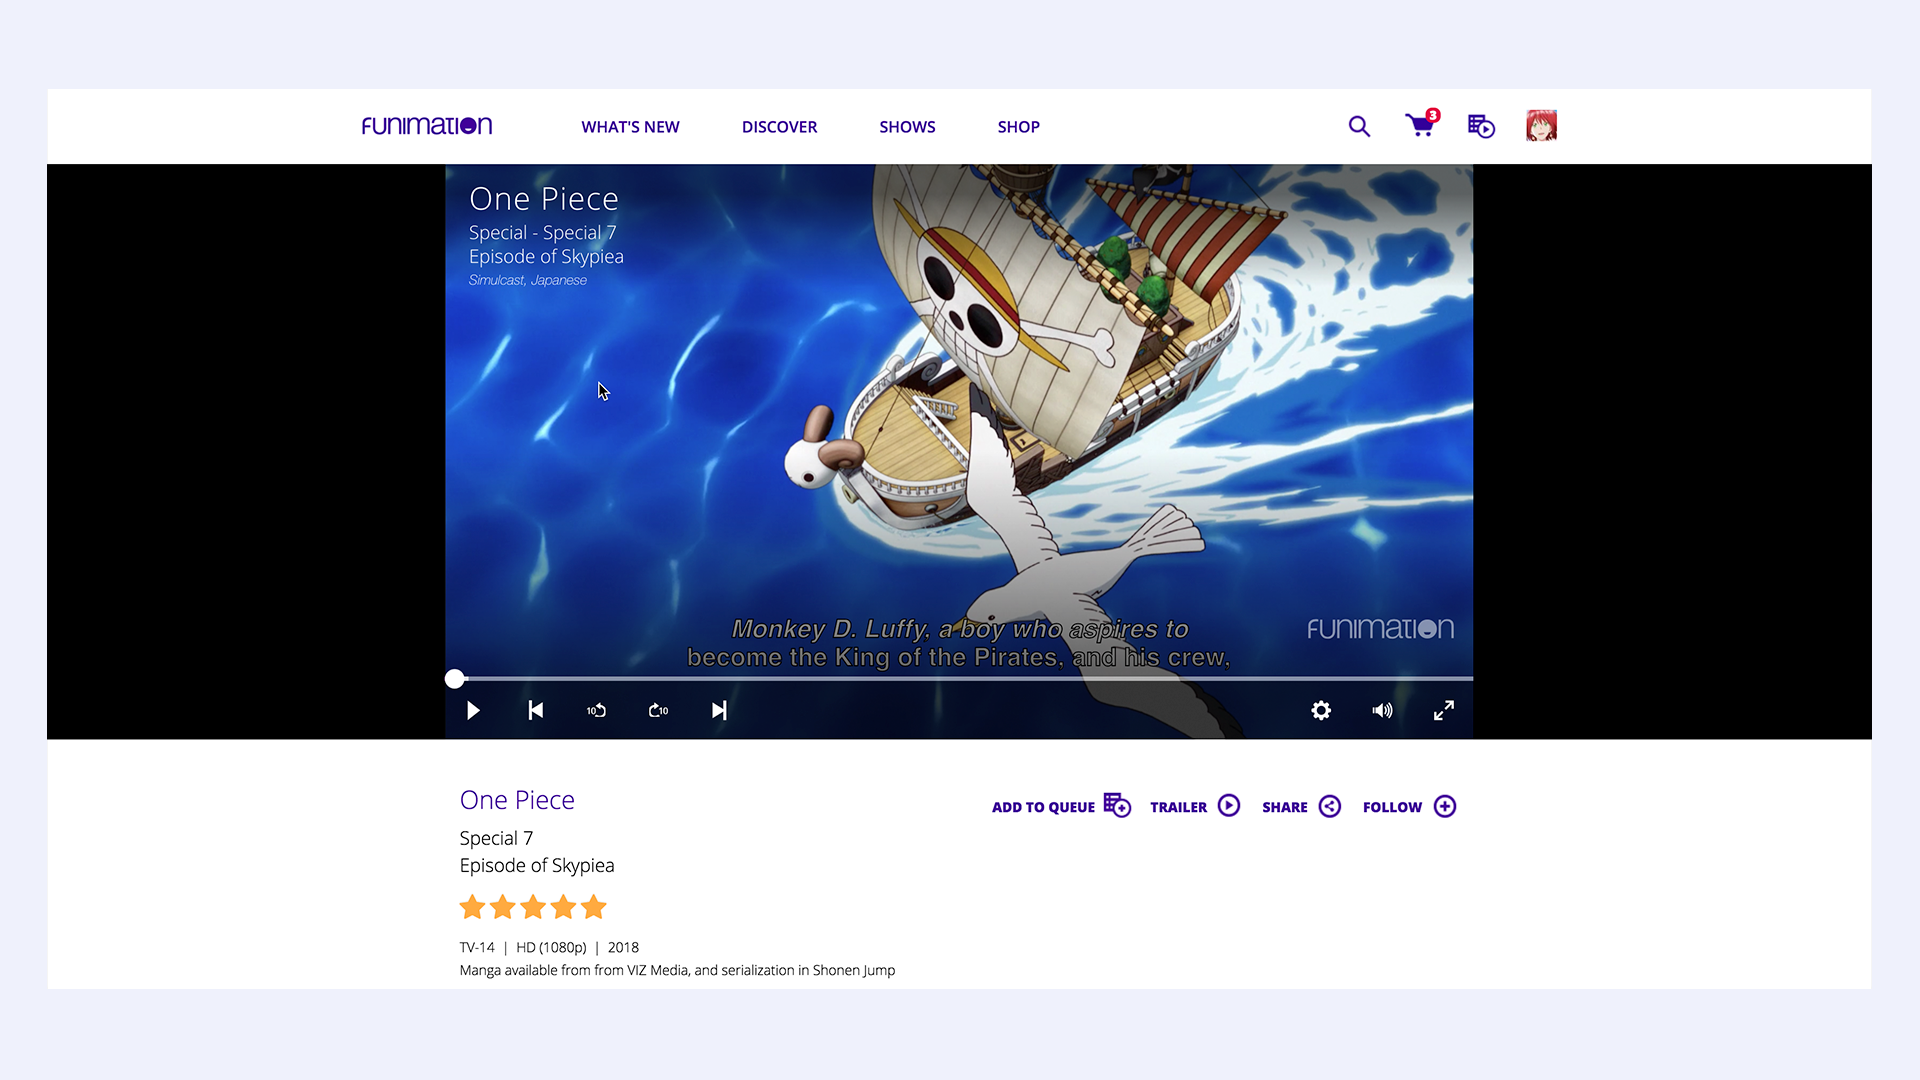 FUNIMATION
WHAT'S NEW
DISCOVER
SHOWS
SHOP
3
One Piece
Special - Special 7
Episode of Skypiea
Simulcast, Japanese
Monkey D. Luffy, a boy who aspires to
become the King of the Pirates, and his crew,
FUNIMATION
10
10
One Piece
ADD TO QUEUE
TRAILER
SHARE
FOLLOW
Special 7
Episode of Skypiea
TV-14 | HD (1080p) | 2018
Manga available from from VIZ Media, and serialization in Shonen Jump